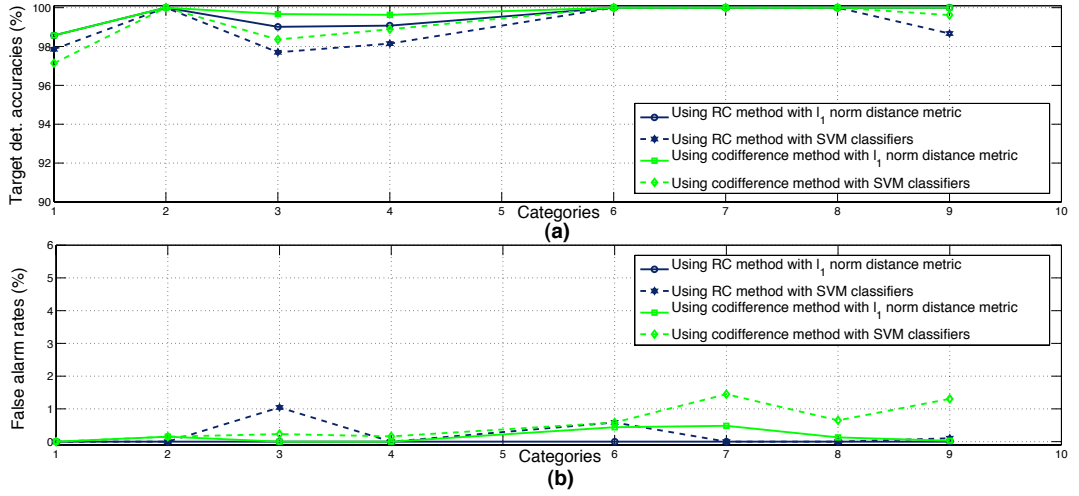 Target det. accuracies (%)
100
98
96
94
92
90
Using RC method with l1 norm distance metric
Using RC method with SVM classifiers
Using codifference method with l1 norm distance metric
Using codifference method with SVM classifiers
1 2 3 4 5 6 7 8 9 10
Categories
(a)
False alarm rates (%)
6
5
4
3
2
1
0
Using RC method with l1 norm distance metric
Using RC method with SVM classifiers
Using codifference method with l1 norm distance metric
Using codifference method with SVM classifiers
1 2 3 4 5 6 7 8 9 10
Categories
(b)